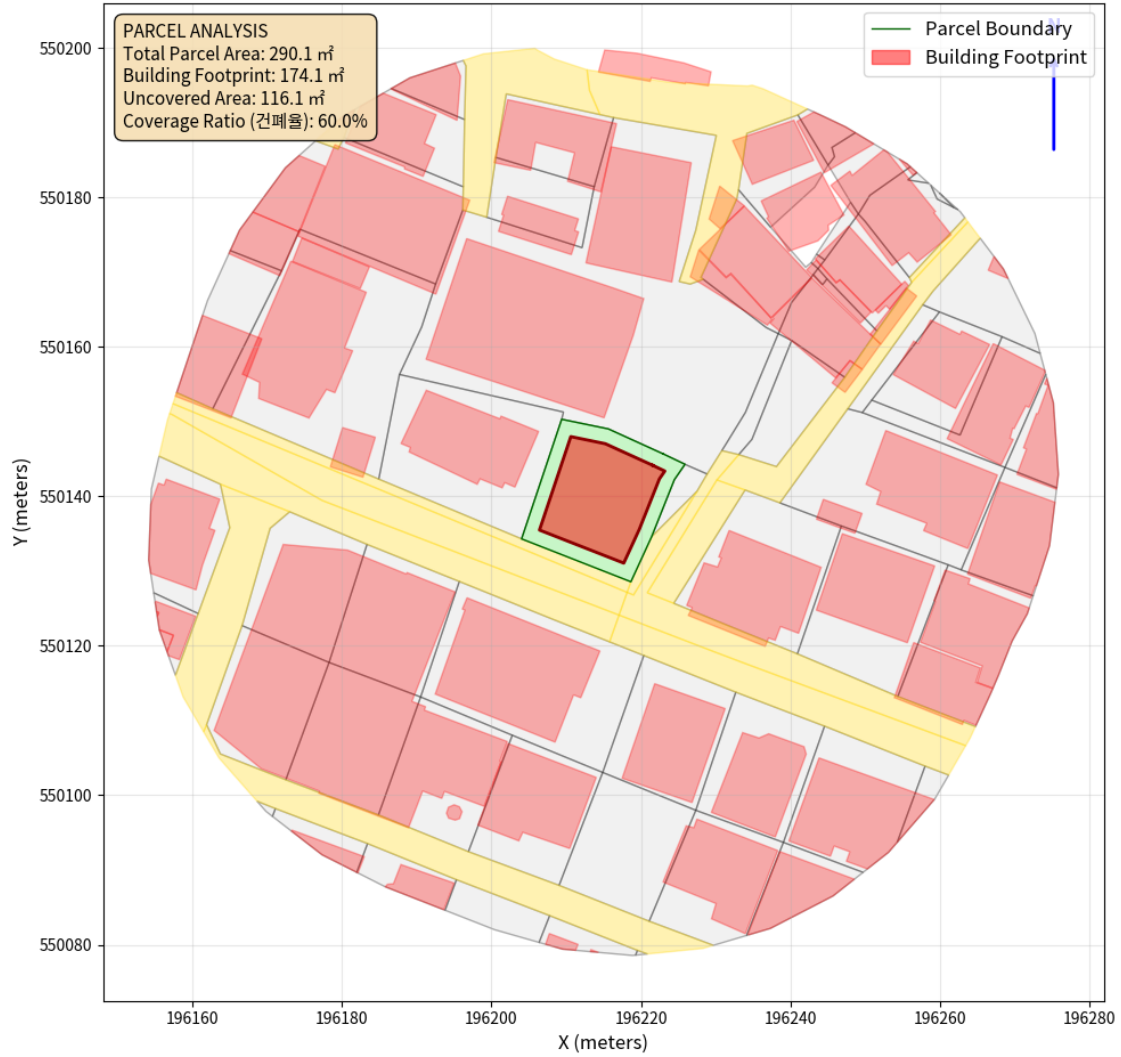 PARCEL ANALYSIS
Total Parcel Area: 290.1 ㎡
Building Footprint: 174.1 ㎡
Uncovered Area: 116.1 ㎡
Coverage Ratio (건폐율): 60.0%
Parcel Boundary
Building Footprint
N
550200
550180
550160
550140
550120
550100
550080
Y (meters)
196160
196180
196200
196220
196240
196260
196280
X (meters)